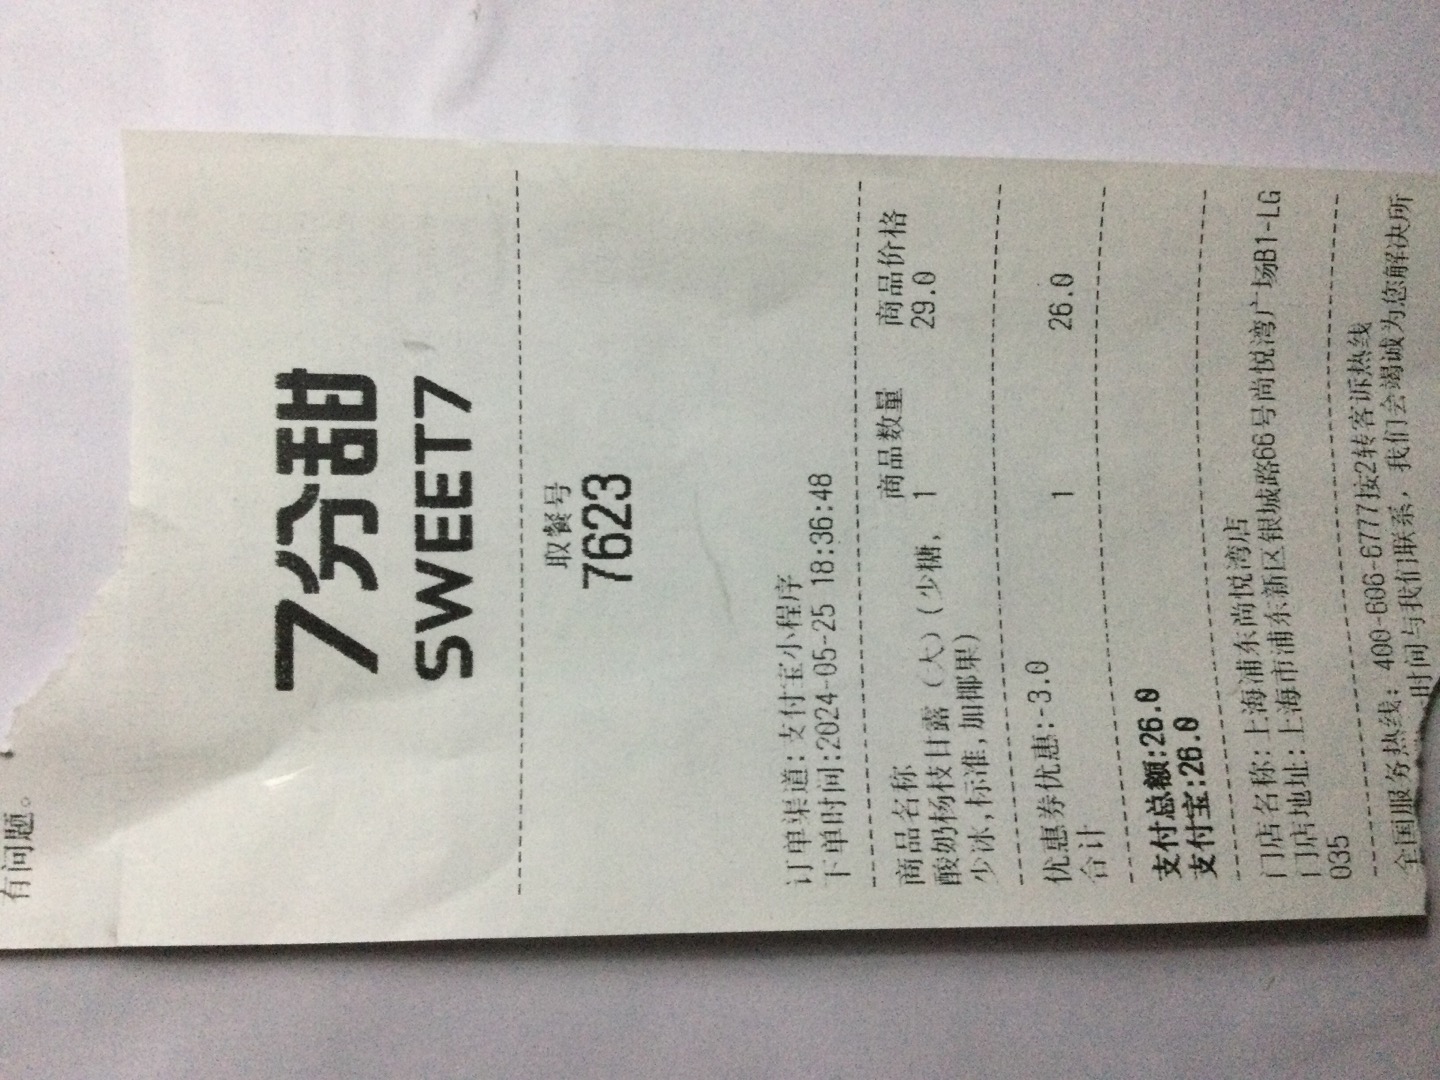 有问题。
7分甜
SWEET7
取餐号
7623
订单渠道:支付宝小程序
下单时间:2024-05-25 18:36:48
商品名称 商品数量 商品价格
酸奶杨枝甘露（大）（少糖, 1 29.0
少冰,标准,加椰果）
优惠券优惠:-3.0
合计 1 26.0
支付总额:26.0
支付宝:26.0
门店名称:上海浦东尚悦湾店
门店地址:上海市浦东新区银城路66号尚悦湾广场B1-LG
035
全国服务热线: 400-606-6777按2转客诉热线
时间与我们联系，我们会竭诚为您解决所